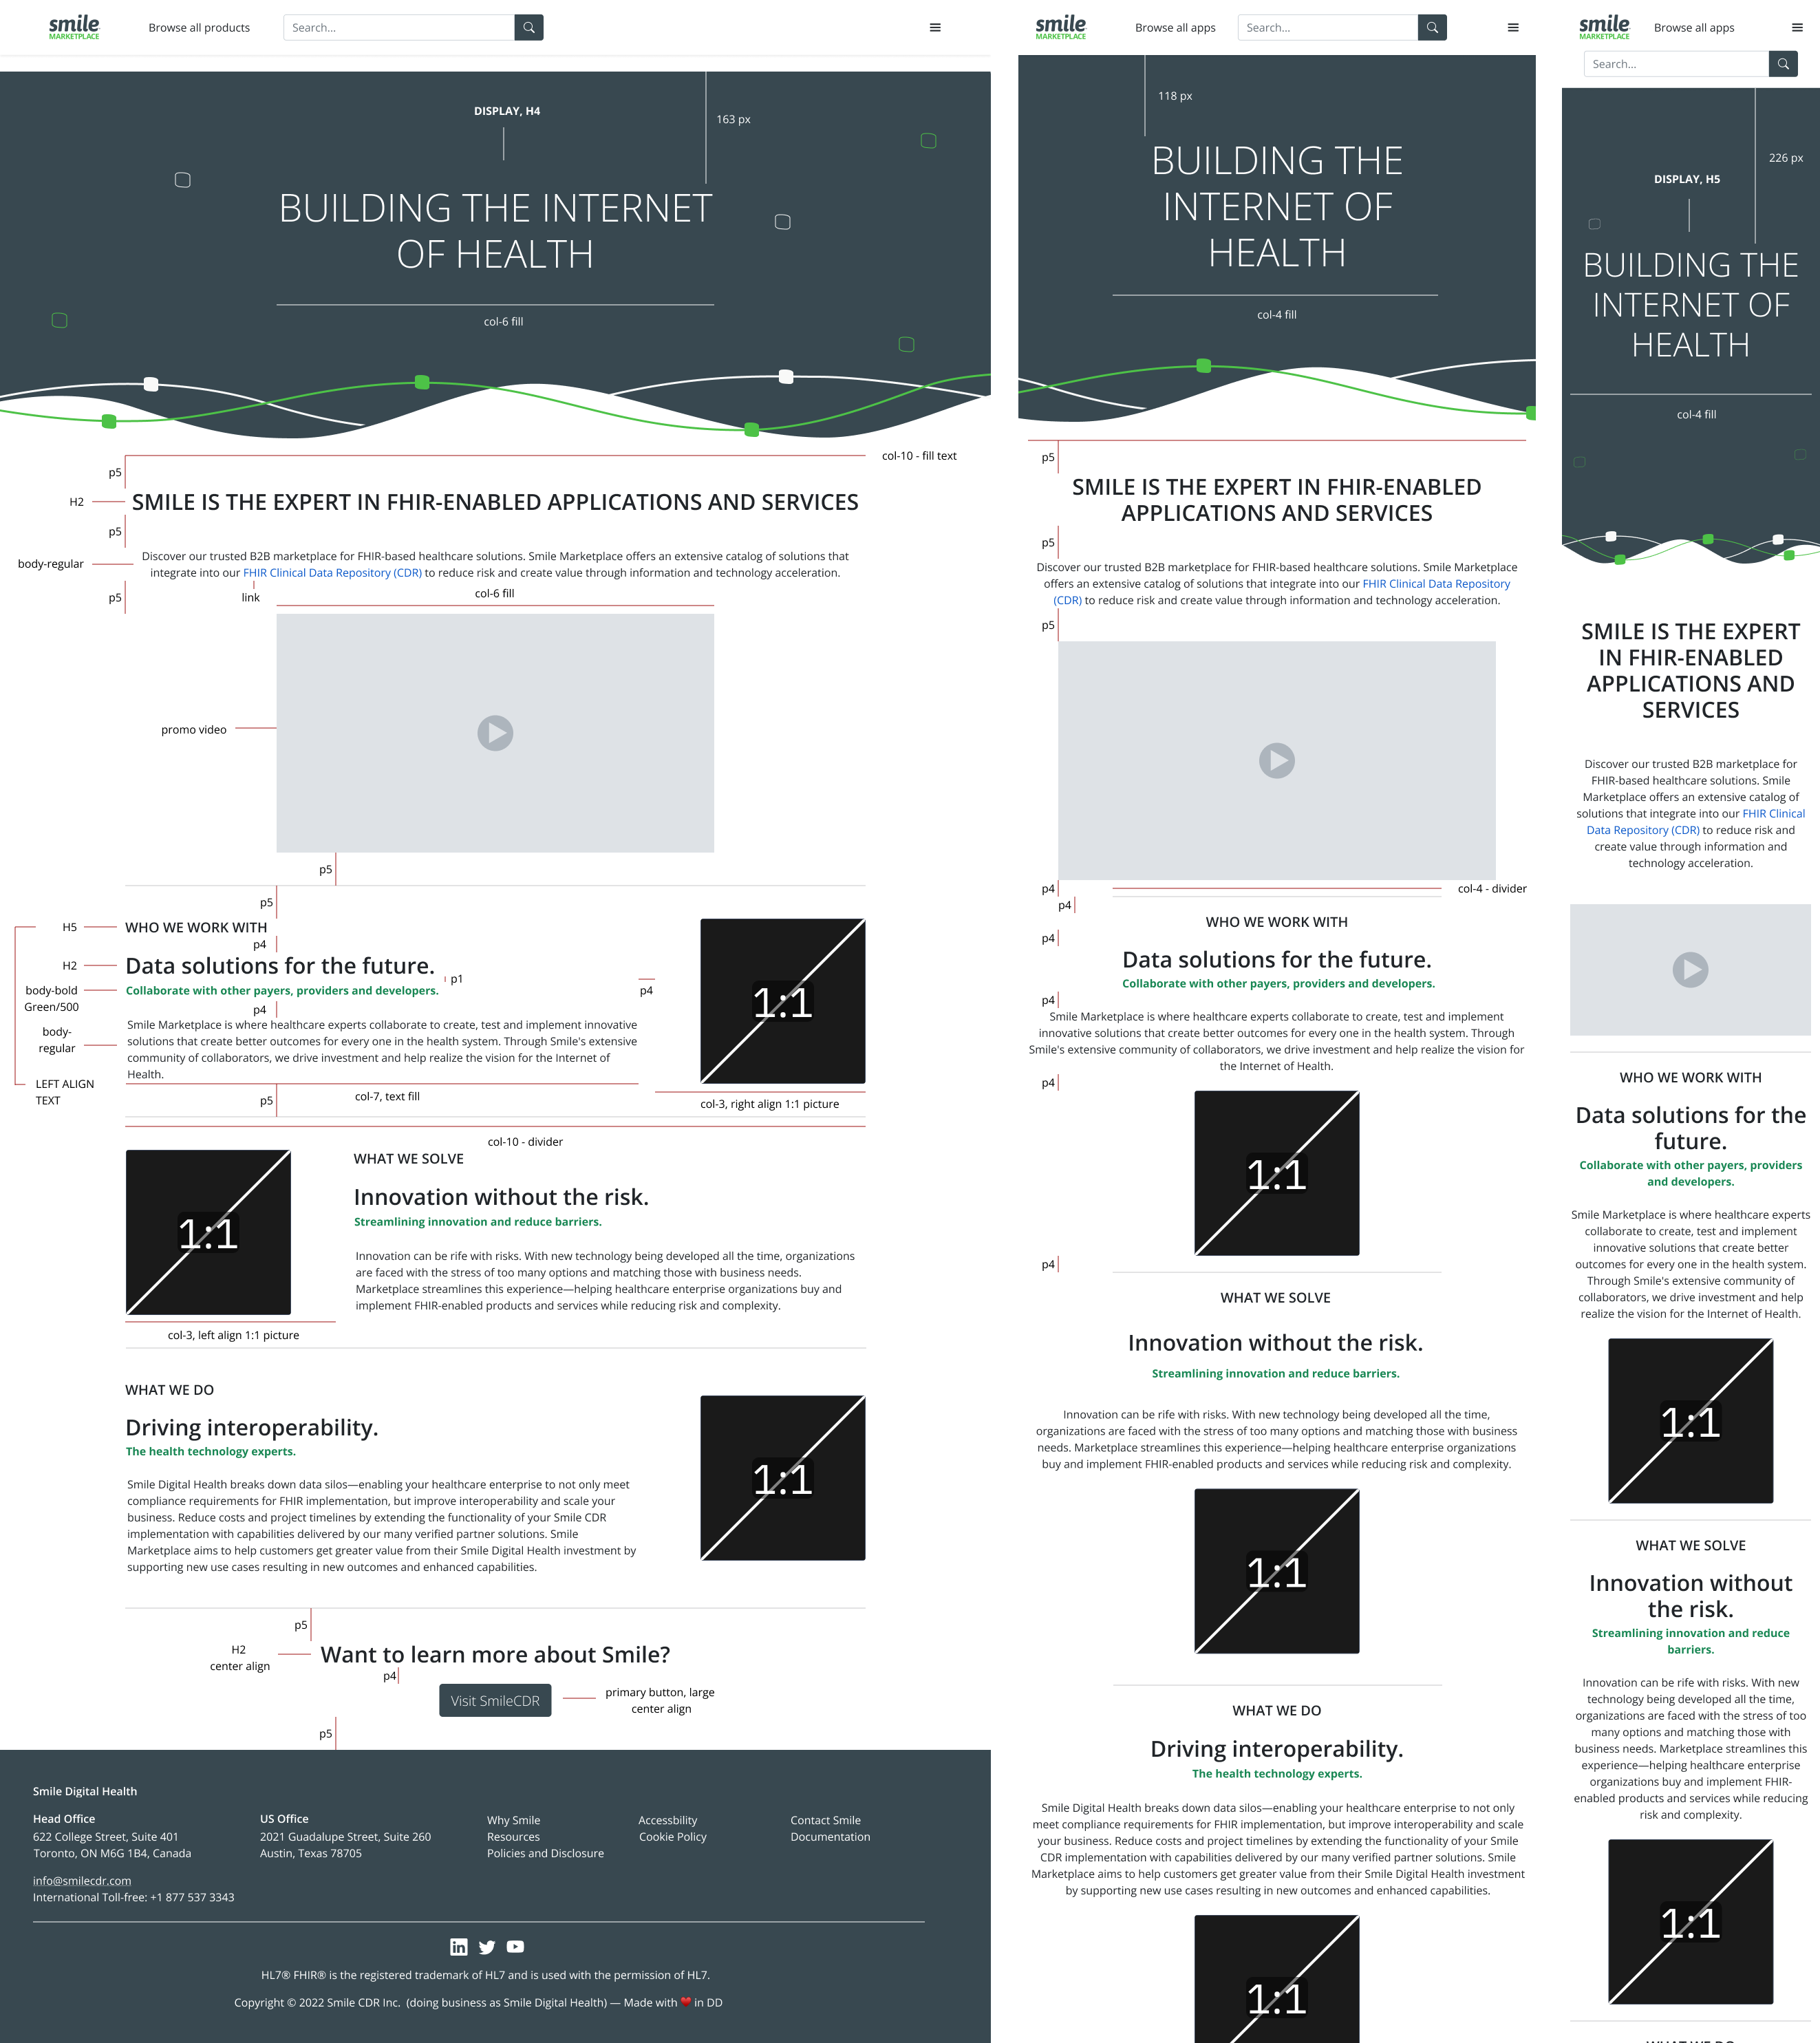 smile
MARKETPLACE
Browse all products
Search...
DISPLAY, H4
163 px
BUILDING THE INTERNET
OF HEALTH
col-6 fill
col-10 - fill text
p5
H2
SMILE IS THE EXPERT IN FHIR-ENABLED APPLICATIONS AND SERVICES
p5
body-regular
Discover our trusted B2B marketplace for FHIR-based healthcare solutions. Smile Marketplace offers an extensive catalog of solutions that
integrate into our FHIR Clinical Data Repository (CDR) to reduce risk and create value through information and technology acceleration.
p5
link
col-6 fill
promo video
p5
p5
H5
WHO WE WORK WITH
p4
H2
Data solutions for the future.
p1
p4
body-bold
Green/500
Collaborate with other payers, providers and developers.
p4
body-
regular
Smile Marketplace is where healthcare experts collaborate to create, test and implement innovative
solutions that create better outcomes for every one in the health system. Through Smile's extensive
community of collaborators, we drive investment and help realize the vision for the Internet of
Health.
LEFT ALIGN
TEXT
1:1
p5
col-7, text fill
col-3, right align 1:1 picture
col-10 - divider
1:1
WHAT WE SOLVE
Innovation without the risk.
Streamlining innovation and reduce barriers.
Innovation can be rife with risks. With new technology being developed all the time, organizations
are faced with the stress of too many options and matching those with business needs.
Marketplace streamlines this experience—helping healthcare enterprise organizations buy and
implement FHIR-enabled products and services while reducing risk and complexity.
col-3, left align 1:1 picture
WHAT WE DO
Driving interoperability.
The health technology experts.
Smile Digital Health breaks down data silos—enabling your healthcare enterprise to not only meet
compliance requirements for FHIR implementation, but improve interoperability and scale your
business. Reduce costs and project timelines by extending the functionality of your Smile CDR
implementation with capabilities delivered by our many verified partner solutions. Smile
Marketplace aims to help customers get greater value from their Smile Digital Health investment by
supporting new use cases resulting in new outcomes and enhanced capabilities.
1:1
p5
H2
center align
Want to learn more about Smile?
p4
Visit SmileCDR
primary button, large
center align
p5
Smile Digital Health
Head Office
622 College Street, Suite 401
Toronto, ON M6G 1B4, Canada
US Office
2021 Guadalupe Street, Suite 260
Austin, Texas 78705
Why Smile
Resources
Policies and Disclosure
Accessbility
Cookie Policy
Contact Smile
Documentation
info@smilecdr.com
International Toll-free: +1 877 537 3343
HL7® FHIR® is the registered trademark of HL7 and is used with the permission of HL7.
Copyright © 2022 Smile CDR Inc. (doing business as Smile Digital Health) — Made with ❤️ in DD
smile
MARKETPLACE
Browse all apps
Search...
118 px
BUILDING THE
INTERNET OF
HEALTH
col-4 fill
p5
SMILE IS THE EXPERT IN FHIR-ENABLED
APPLICATIONS AND SERVICES
p5
Discover our trusted B2B marketplace for FHIR-based healthcare solutions. Smile Marketplace
offers an extensive catalog of solutions that integrate into our FHIR Clinical Data Repository
(CDR) to reduce risk and create value through information and technology acceleration.
p5
p4
col-4 - divider
p4
WHO WE WORK WITH
p4
Data solutions for the future.
Collaborate with other payers, providers and developers.
p4
Smile Marketplace is where healthcare experts collaborate to create, test and implement
innovative solutions that create better outcomes for every one in the health system. Through
Smile's extensive community of collaborators, we drive investment and help realize the vision for
the Internet of Health.
p4
1:1
p4
WHAT WE SOLVE
Innovation without the risk.
Streamlining innovation and reduce barriers.
Innovation can be rife with risks. With new technology being developed all the time,
organizations are faced with the stress of too many options and matching those with business
needs. Marketplace streamlines this experience—helping healthcare enterprise organizations
buy and implement FHIR-enabled products and services while reducing risk and complexity.
1:1
WHAT WE DO
Driving interoperability.
The health technology experts.
Smile Digital Health breaks down data silos—enabling your healthcare enterprise to not only
meet compliance requirements for FHIR implementation, but improve interoperability and scale
your business. Reduce costs and project timelines by extending the functionality of your Smile
CDR implementation with capabilities delivered by our many verified partner solutions. Smile
Marketplace aims to help customers get greater value from their Smile Digital Health investment
by supporting new use cases resulting in new outcomes and enhanced capabilities.
1:1
smile
MARKETPLACE
Browse all apps
Search...
226 px
DISPLAY, H5
BUILDING THE
INTERNET OF
HEALTH
col-4 fill
SMILE IS THE EXPERT
IN FHIR-ENABLED
APPLICATIONS AND
SERVICES
Discover our trusted B2B marketplace for
FHIR-based healthcare solutions. Smile
Marketplace offers an extensive catalog of
solutions that integrate into our FHIR Clinical
Data Repository (CDR) to reduce risk and
create value through information and
technology acceleration.
WHO WE WORK WITH
Data solutions for the
future.
Collaborate with other payers, providers
and developers.
Smile Marketplace is where healthcare experts
collaborate to create, test and implement
innovative solutions that create better
outcomes for every one in the health system.
Through Smile's extensive community of
collaborators, we drive investment and help
realize the vision for the Internet of Health.
1:1
WHAT WE SOLVE
Innovation without
the risk.
Streamlining innovation and reduce
barriers.
Innovation can be rife with risks. With new
technology being developed all the time,
organizations are faced with the stress of too
many options and matching those with
business needs. Marketplace streamlines this
experience—helping healthcare enterprise
organizations buy and implement FHIR-
enabled products and services while reducing
risk and complexity.
1:1
WHAT WE DO